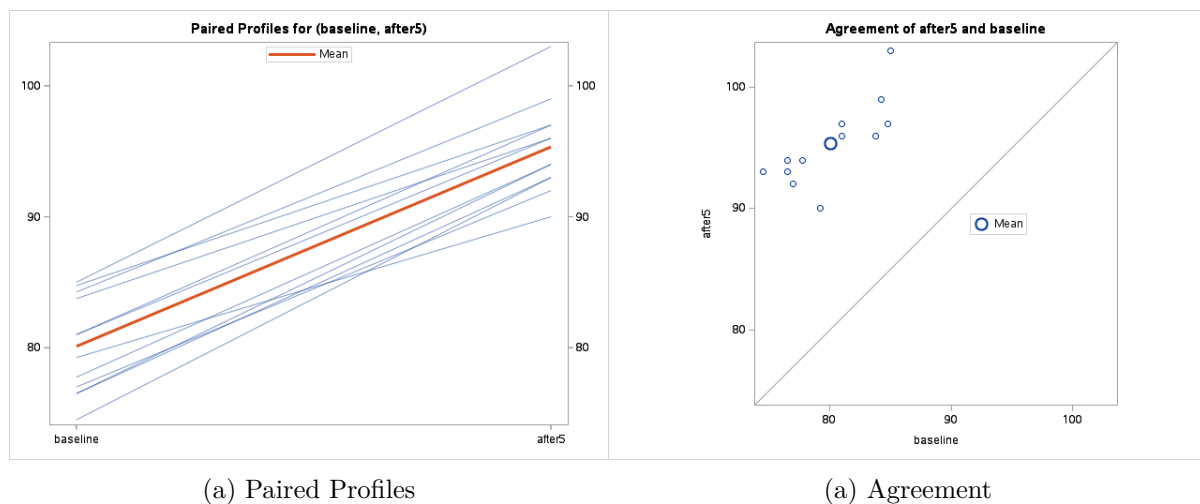 Paired Profiles for (baseline, after5)
Mean
100
100
90
90
80
80
baseline
after5
Agreement of after5 and baseline
100
90
80
after5
Mean
80
90
100
baseline
(a) Paired Profiles
(a) Agreement